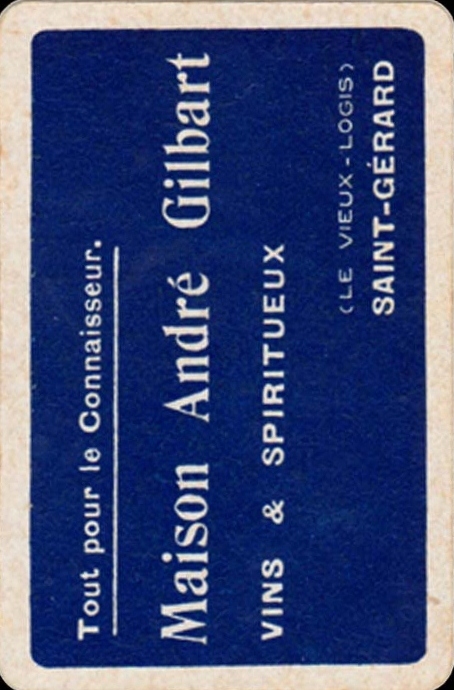 Tout pour le Connaisseur.
Maison André Gilbart
VINS & SPIRITUEUX
(LE VIEUX-LOGIS)
SAINT-GÉRARD